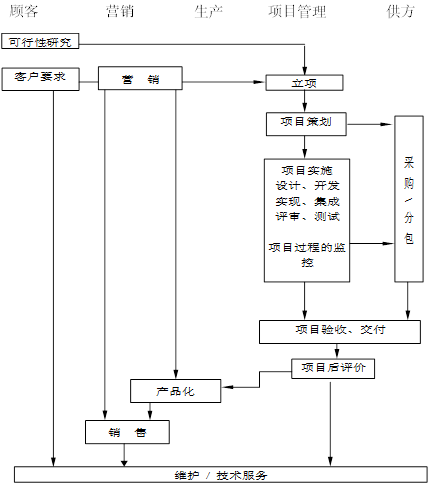 顾客 营销 生产 项目管理 供方
可行性研究
客户要求
营 销
立项
项目策划
项目实施
设计、开发
实现、集成
评审、测试
项目过程的监
控
采购/分包
项目验收、交付
项目后评价
产品化
销 售
维护 / 技术服务